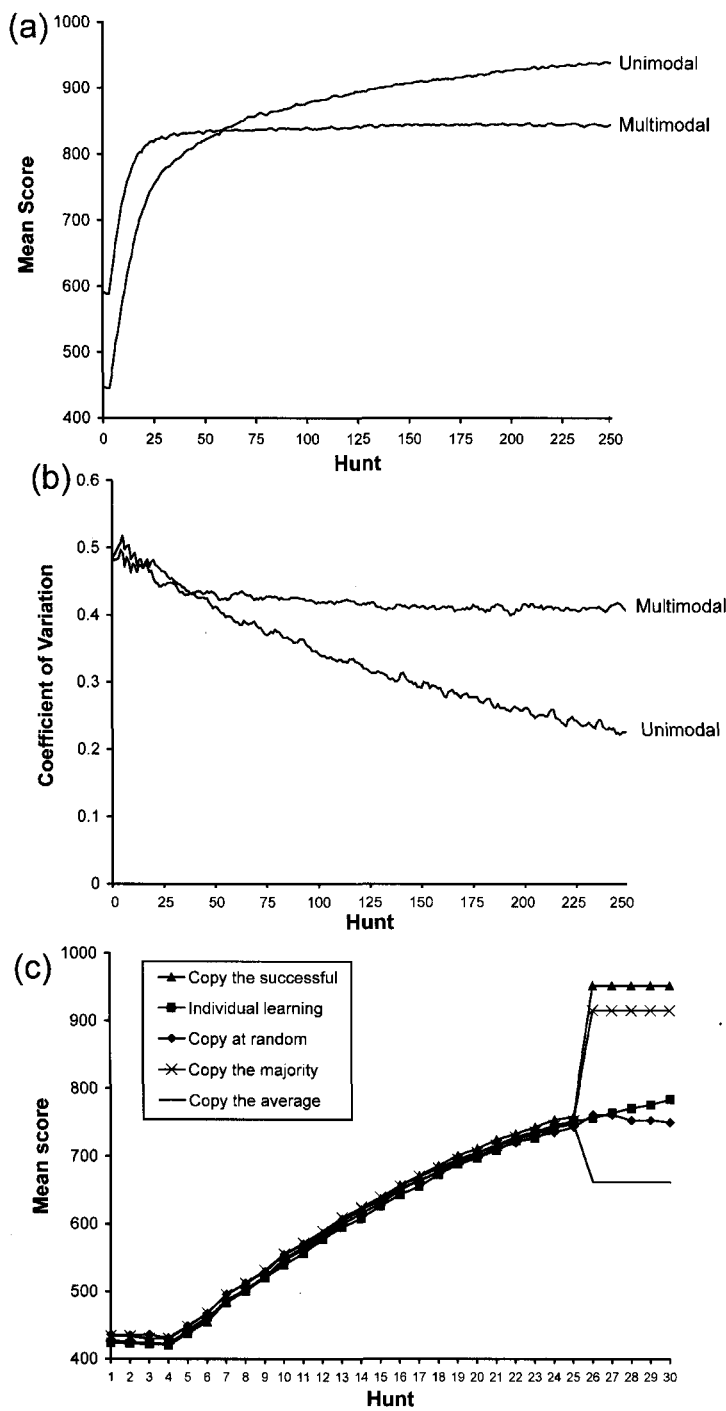 (a)
1000
900
800
700
600
500
400
Mean Score
Unimodal
Multimodal
0 25 50 75 100 125 150 175 200 225 250
Hunt
(b)
0.6
0.5
0.4
0.3
0.2
0.1
0
Coefficient of Variation
Multimodal
Unimodal
0 25 50 75 100 125 150 175 200 225 250
Hunt
(c)
1000
900
800
700
600
500
400
Mean score
Copy the successful
Individual learning
Copy at random
Copy the majority
Copy the average
1 2 3 4 5 6 7 8 9 10 11 12 13 14 15 16 17 18 19 20 21 22 23 24 25 26 27 28 29 30
Hunt